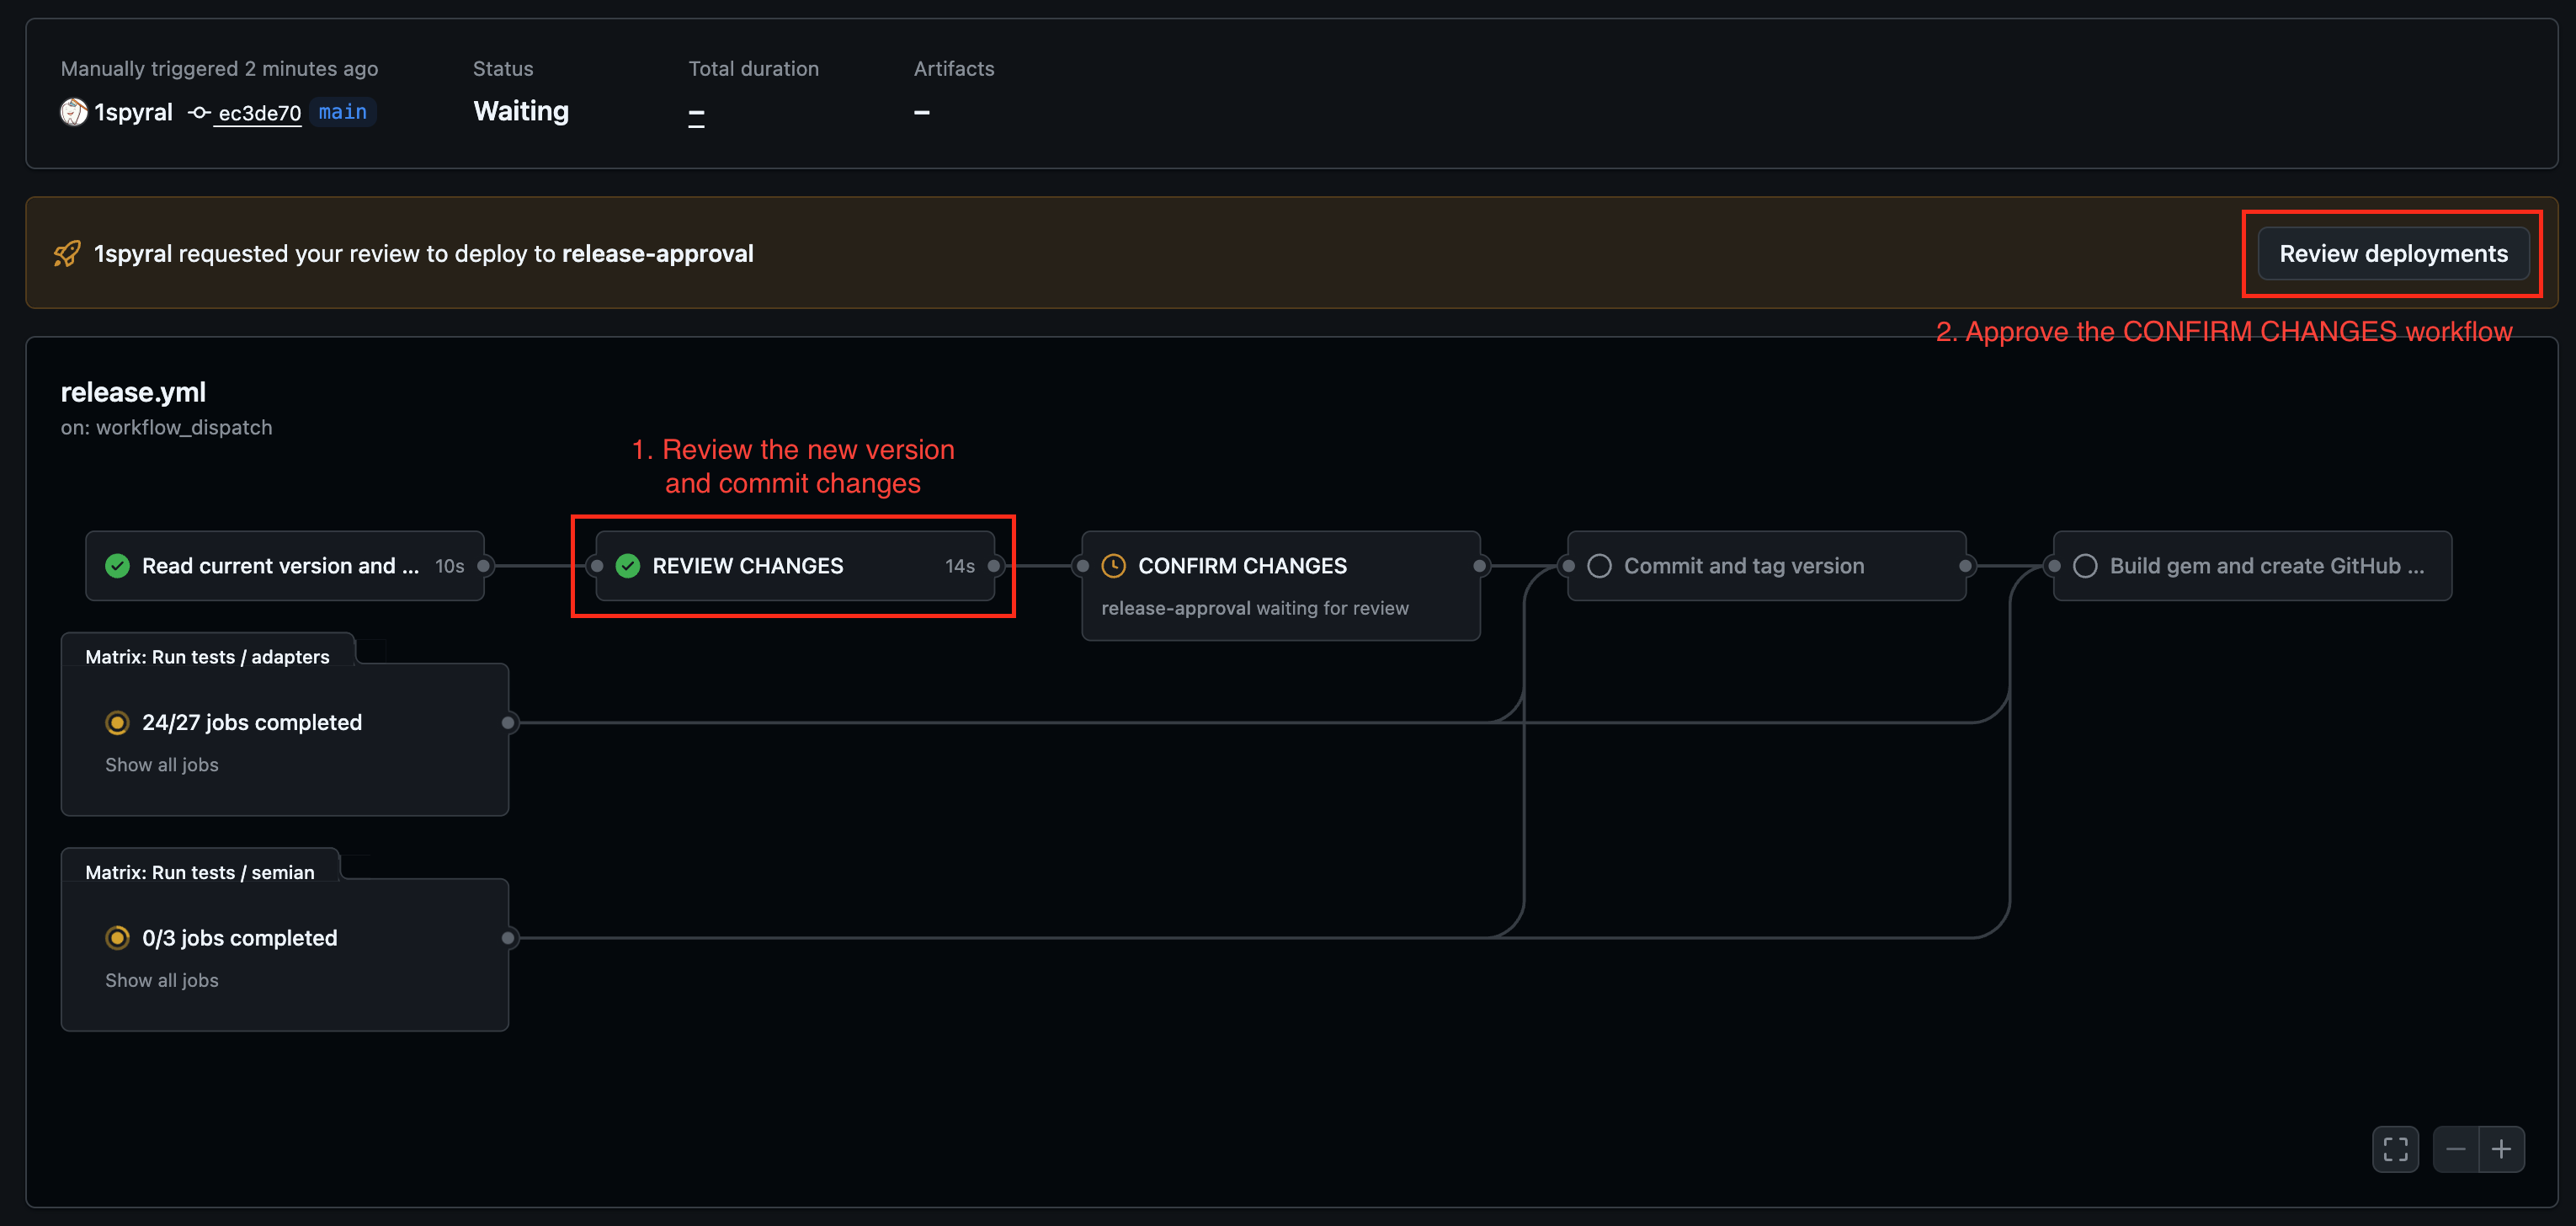 Manually triggered 2 minutes ago
1spyral ec3de70 main
Status
Waiting
Total duration
–
Artifacts
–
1spyral requested your review to deploy to release-approval
Review deployments
2. Approve the CONFIRM CHANGES workflow
release.yml
on: workflow_dispatch
1. Review the new version
and commit changes
Read current version and ... 10s
REVIEW CHANGES 14s
CONFIRM CHANGES
release-approval waiting for review
Commit and tag version
Build gem and create GitHub ...
Matrix: Run tests / adapters
24/27 jobs completed
Show all jobs
Matrix: Run tests / semian
0/3 jobs completed
Show all jobs